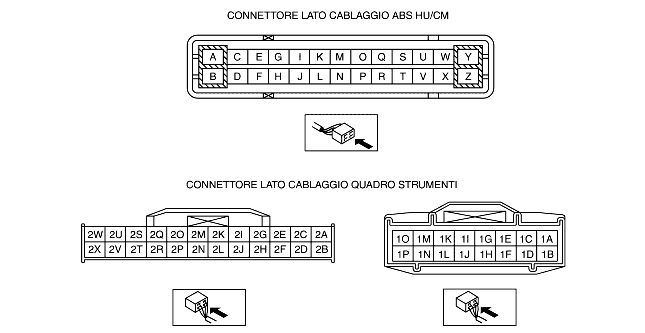 CONNETTORE LATO CABLAGGIO ABS HU/CM
A C E G I K M O Q S U W Y
B D F H J L N P R T V X Z
CONNETTORE LATO CABLAGGIO QUADRO STRUMENTI
2W 2U 2S 2Q 2O 2M 2K 2I 2G 2E 2C 2A
2X 2V 2T 2R 2P 2N 2L 2J 2H 2F 2D 2B
1O 1M 1K 1I 1G 1E 1C 1A
1P 1N 1L 1J 1H 1F 1D 1B